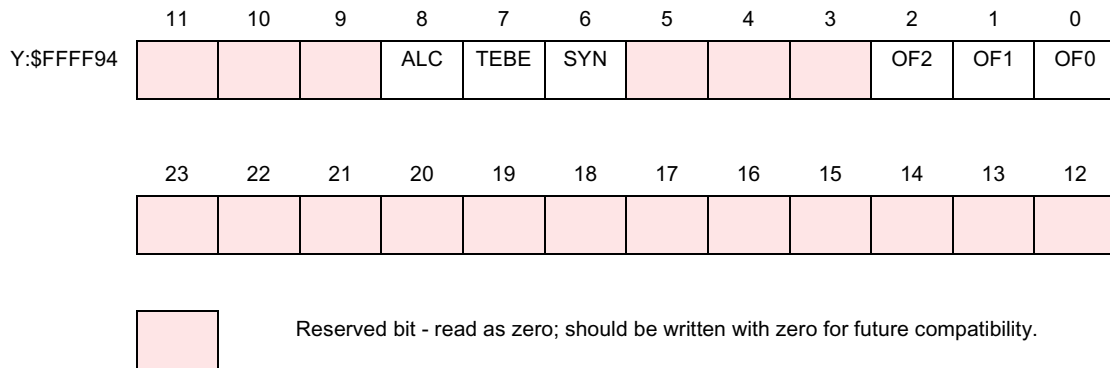 11 10 9 8 7 6 5 4 3 2 1 0
Y:$FFFF94 ALC TEBE SYN OF2 OF1 OF0
23 22 21 20 19 18 17 16 15 14 13 12
Reserved bit - read as zero; should be written with zero for future compatibility.